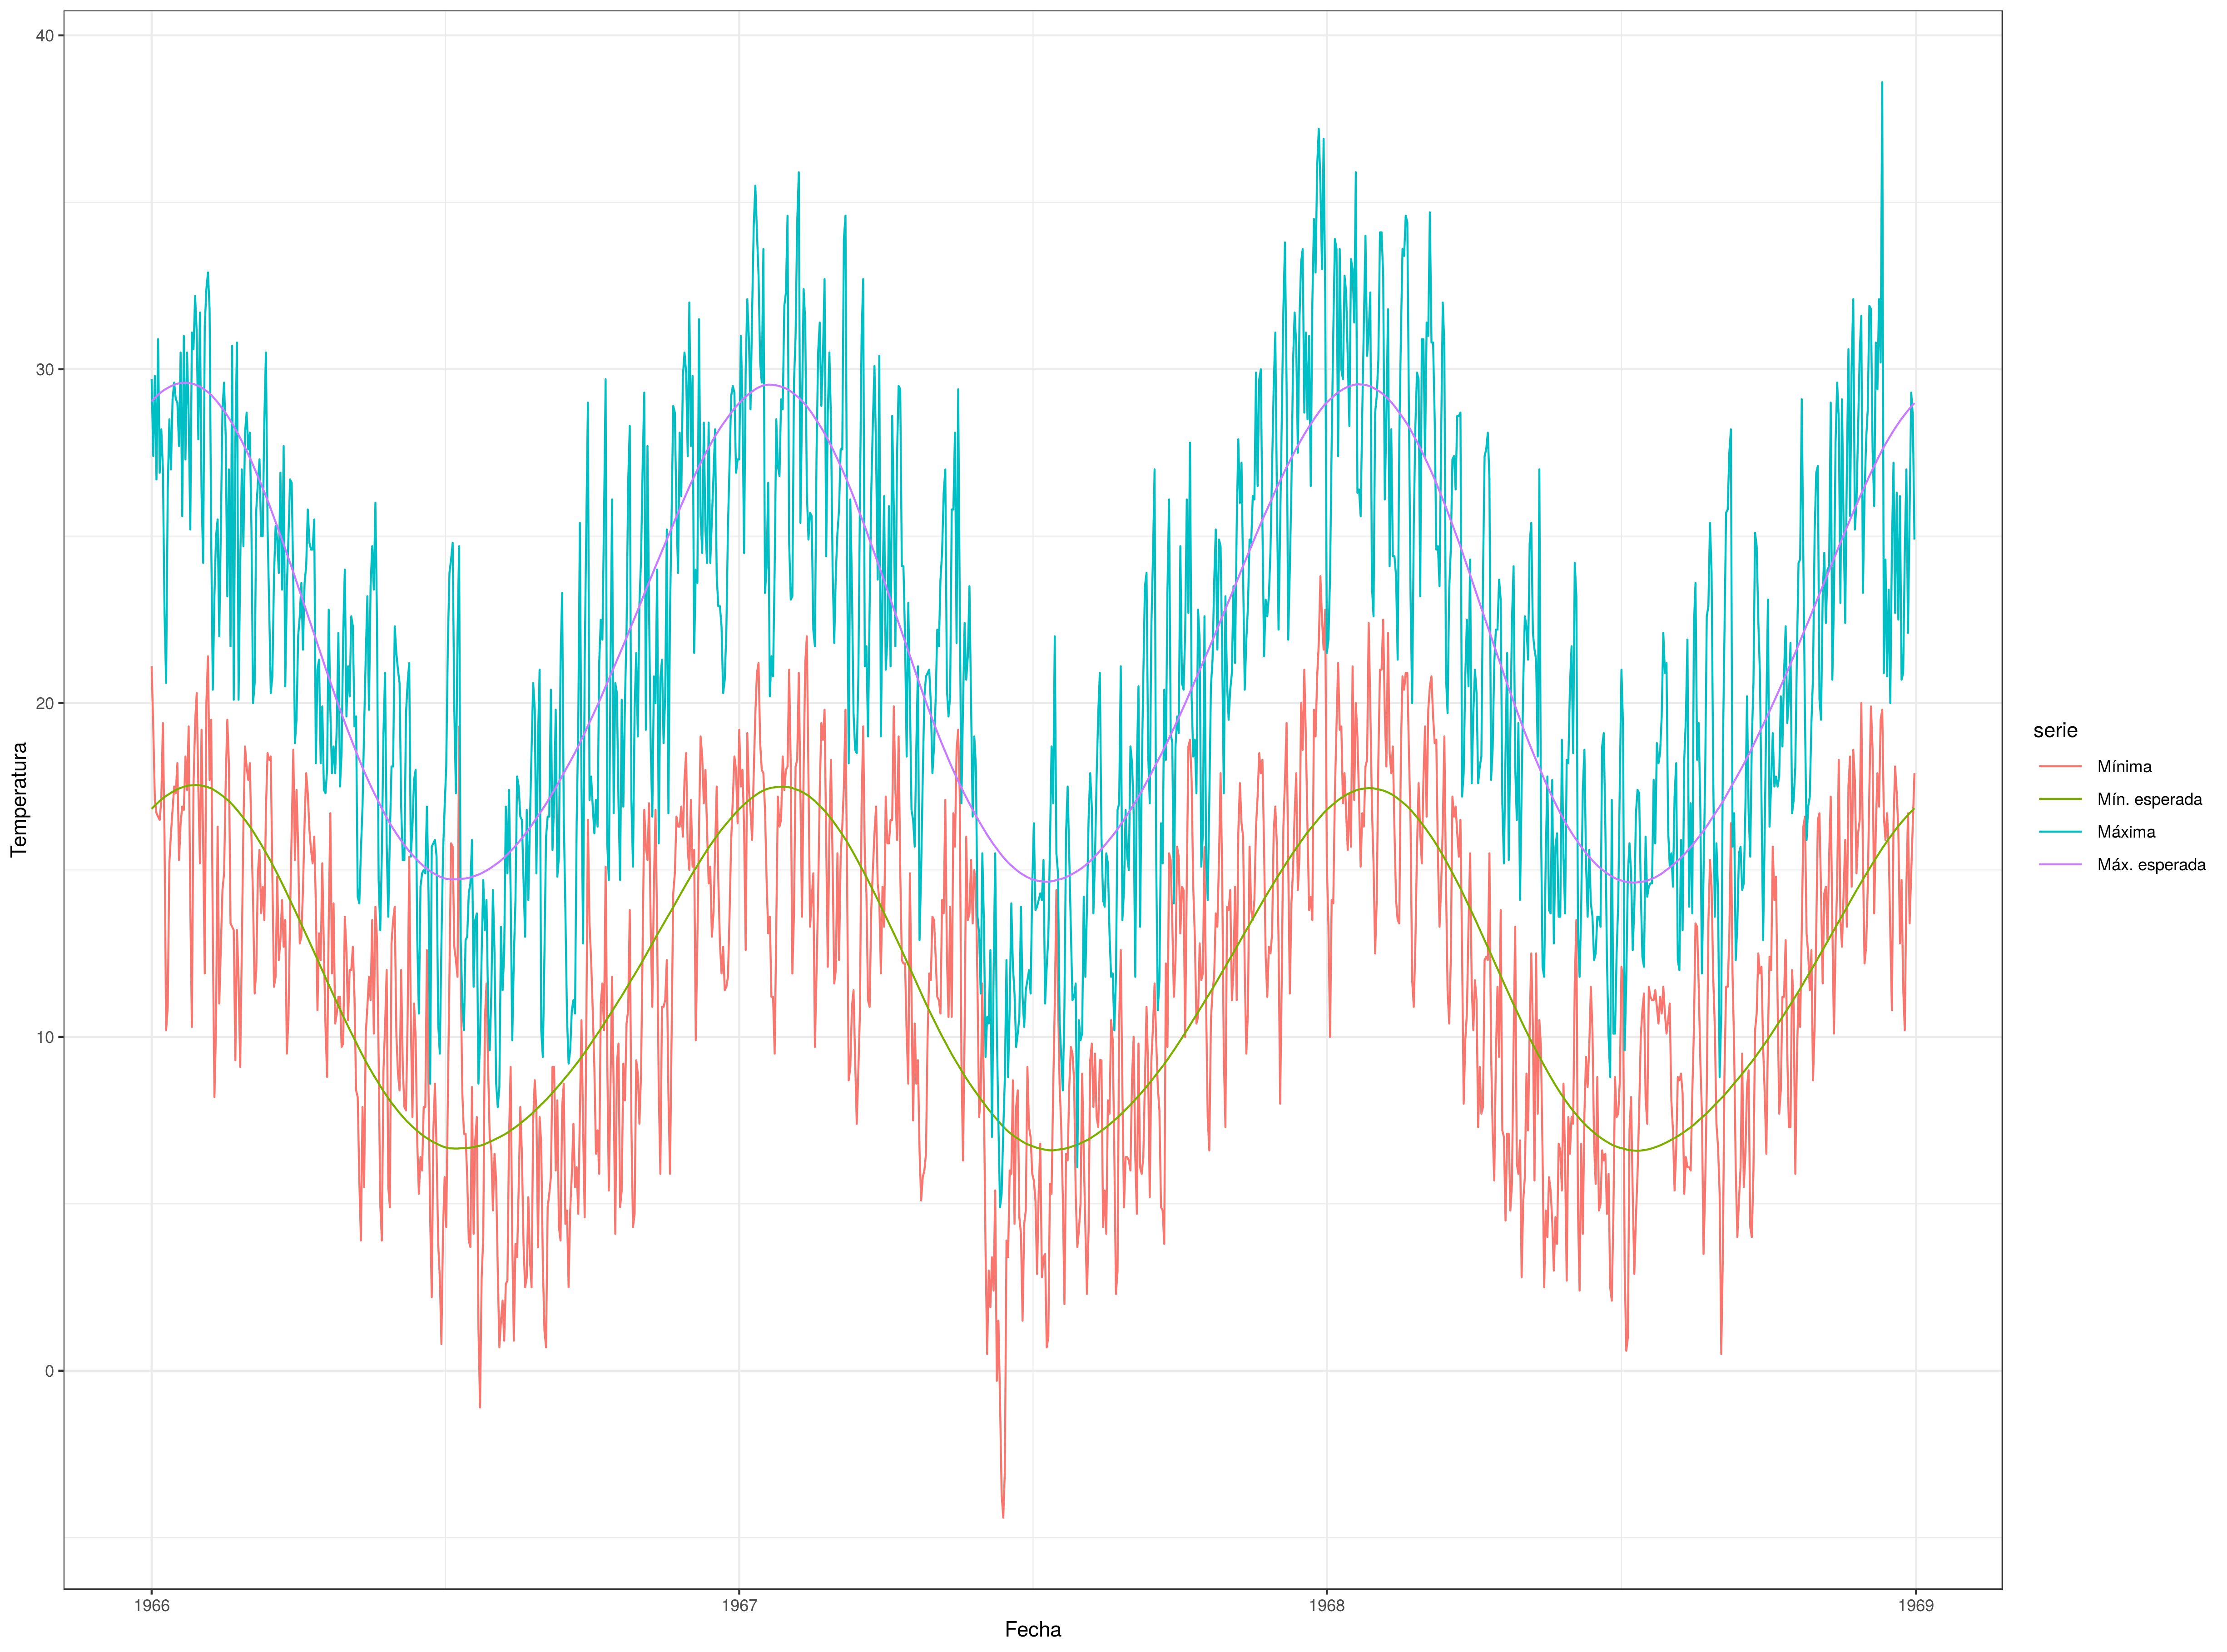 40
30
20
10
0
Temperatura
1966
1967
1968
1969
Fecha
serie
Mínima
Mín. esperada
Máxima
Máx. esperada